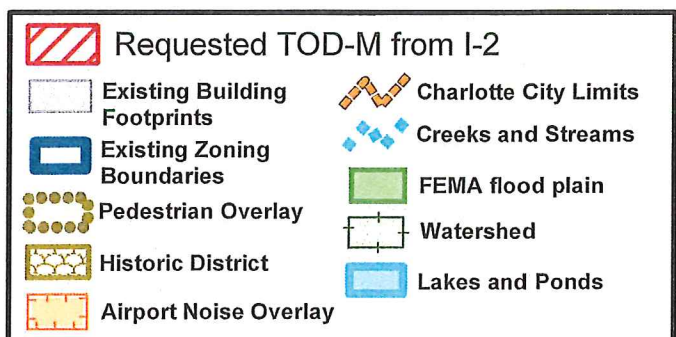 Requested TOD-M from I-2
Existing Building
Footprints
Existing Zoning
Boundaries
Pedestrian Overlay
Historic District
Airport Noise Overlay
Charlotte City Limits
Creeks and Streams
FEMA flood plain
Watershed
Lakes and Ponds